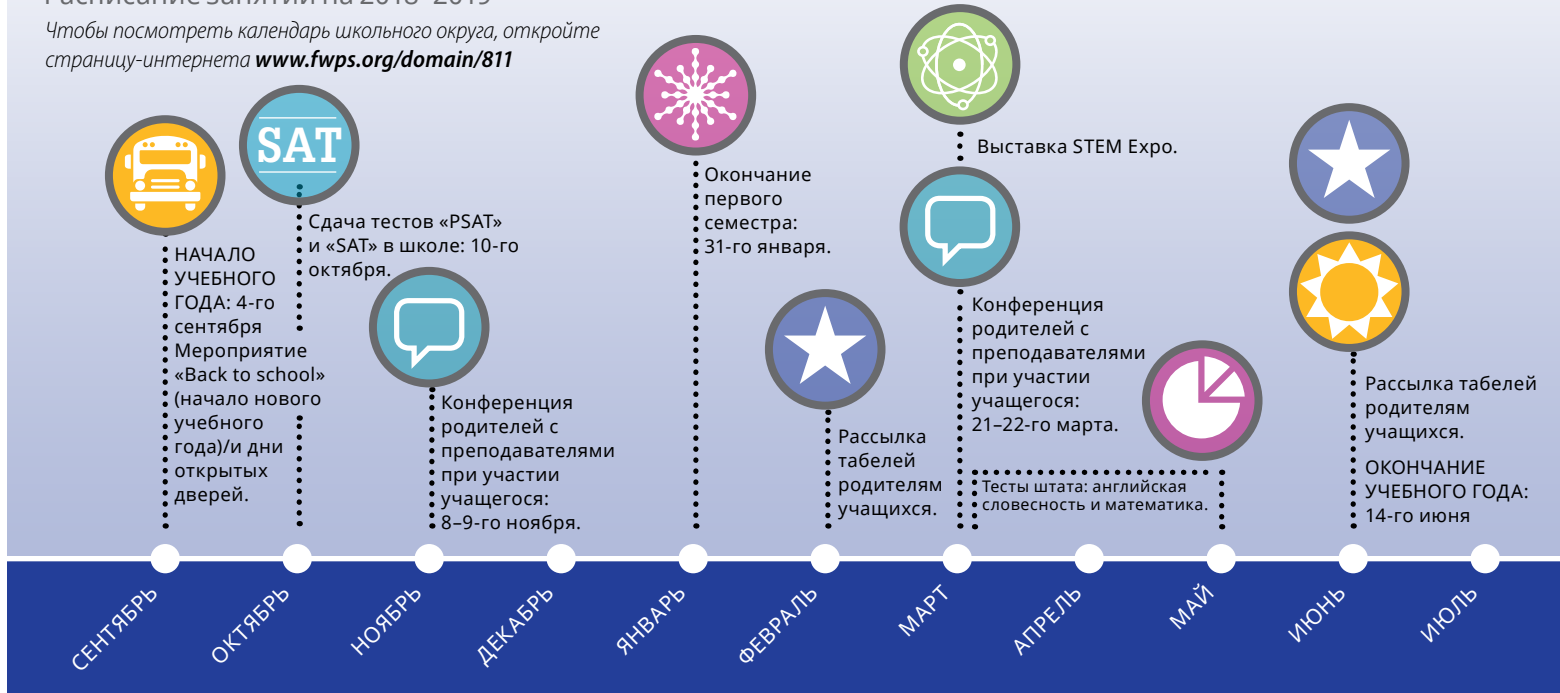 Расписание занятий на 2018–2019
Чтобы посмотреть календарь школьного округа, откройте
страницу-интернета www.fwps.org/domain/811
НАЧАЛО
УЧЕБНОГО
ГОДА: 4-го
сентября
Мероприятие
«Back to school»
(начало нового
учебного
года)/и дни
открытых
дверей.
SAT
Сдача тестов «PSAT»
и «SAT» в школе: 10-го
октября.
Конференция
родителей с
преподавателями
при участии
учащегося:
8–9-го ноября.
Окончание
первого
семестра:
31-го января.
Рассылка
табелей
родителям
учащихся.
Выставка STEM Expo.
Конференция
родителей с
преподавателями
при участии
учащегося:
21–22-го марта.
Тесты штата: английская
словесность и математика.
Рассылка табелей
родителям
учащихся.
ОКОНЧАНИЕ
УЧЕБНОГО ГОДА:
14-го июня
СЕНТЯБРЬ
ОКТЯБРЬ
НОЯБРЬ
ДЕКАБРЬ
ЯНВАРЬ
ФЕВРАЛЬ
МАРТ
АПРЕЛЬ
МАЙ
ИЮНЬ
ИЮЛЬ